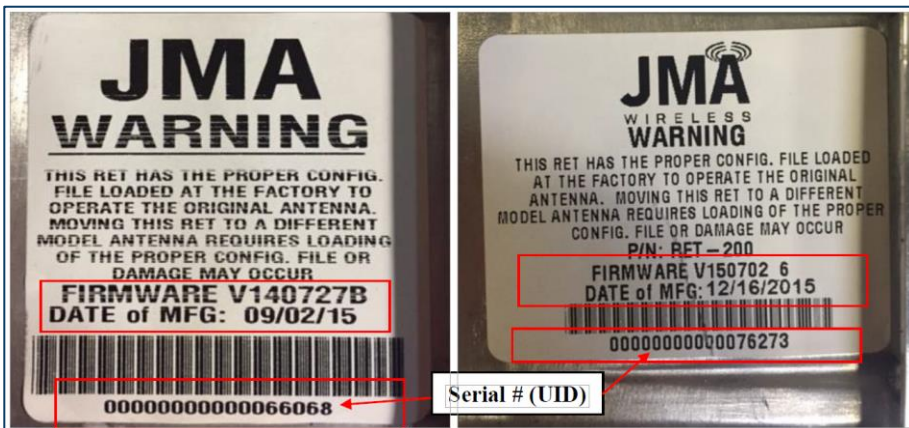 JMA
WARNING
THIS RET HAS THE PROPER CONFIG.
FILE LOADED AT THE FACTORY TO
OPERATE THE ORIGINAL ANTENNA.
MOVING THIS RET TO A DIFFERENT
MODEL ANTENNA REQUIRES LOADING
OF THE PROPER CONFIG. FILE OR
DAMAGE MAY OCCUR
FIRMWARE V140727B
DATE of MFG: 09/02/15
00000000000066068
JMA
WIRELESS
WARNING
THIS RET HAS THE PROPER CONFIG. FILE LOADED
AT THE FACTORY TO OPERATE THE ORIGINAL
ANTENNA. MOVING THIS RET TO A DIFFERENT
MODEL ANTENNA REQUIRES LOADING OF THE PROPER
CONFIG. FILE OR DAMAGE MAY OCCUR
P/N: RET-200
FIRMWARE V150702_6
DATE of MFG: 12/16/2015
00000000000076273
Serial # (UID)